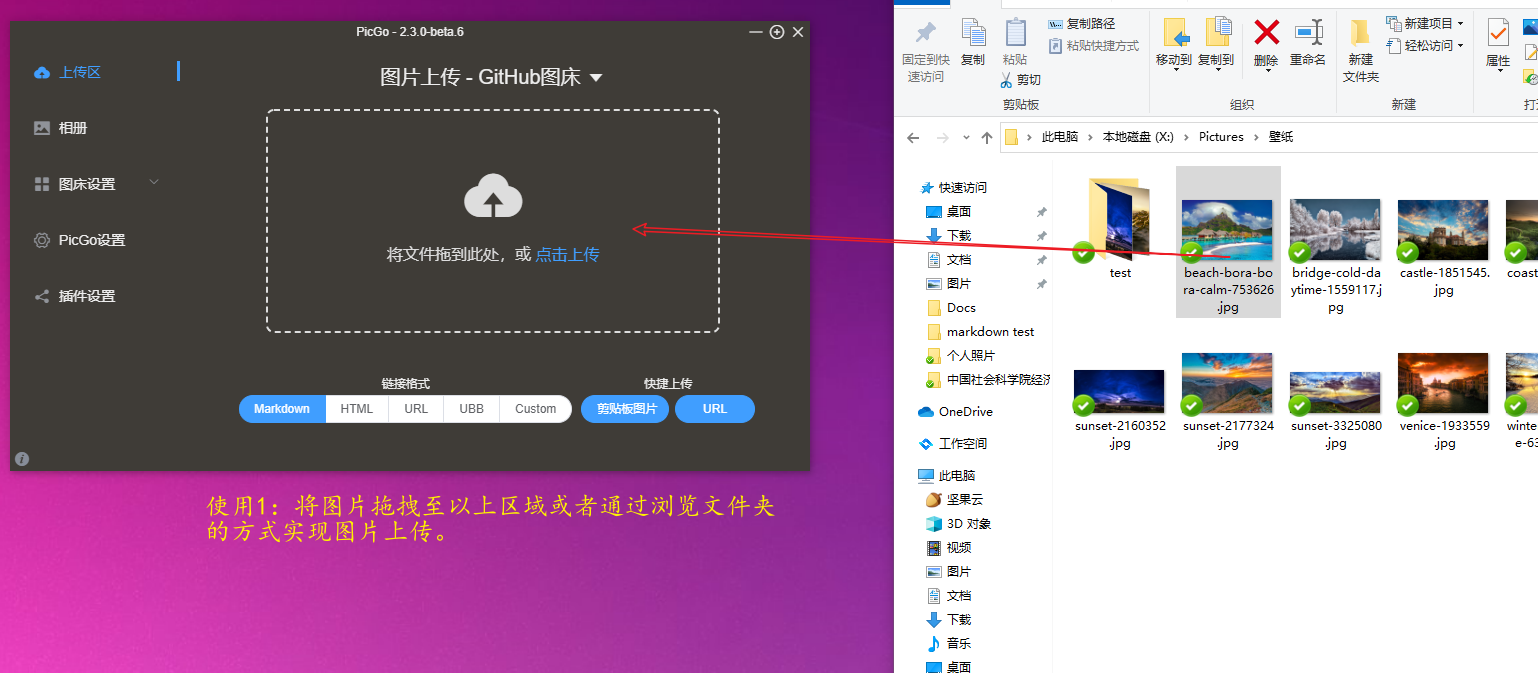 PicGo - 2.3.0-beta.6
上传区
相册
图床设置
PicGo设置
插件设置
图片上传 - GitHub图床
将文件拖到此处，或 点击上传
链接格式
快捷上传
Markdown HTML URL UBB Custom 剪贴板图片 URL
使用1：将图片拖拽至以上区域或者通过浏览文件夹
的方式实现图片上传。
固定到快
速访问
复制
粘贴
复制路径
粘贴快捷方式
剪切
剪贴板
移动到
复制到
删除
重命名
组织
新建
文件夹
新建项目
轻松访问
新建
属性
此电脑 本地磁盘 (X:) Pictures 壁纸
快速访问
桌面
下载
文档
图片
Docs
markdown test
个人照片
中国社会科学院经济
OneDrive
工作空间
此电脑
坚果云
3D 对象
视频
图片
文档
下载
音乐
桌面
test
beach-bora-bo
ra-calm-753626
.jpg
bridge-cold-da
ytime-1559117.j
pg
castle-1851545.
jpg
coast
sunset-2160352
.jpg
sunset-2177324
.jpg
sunset-3325080
.jpg
venice-1933559
.jpg
winte
e-63